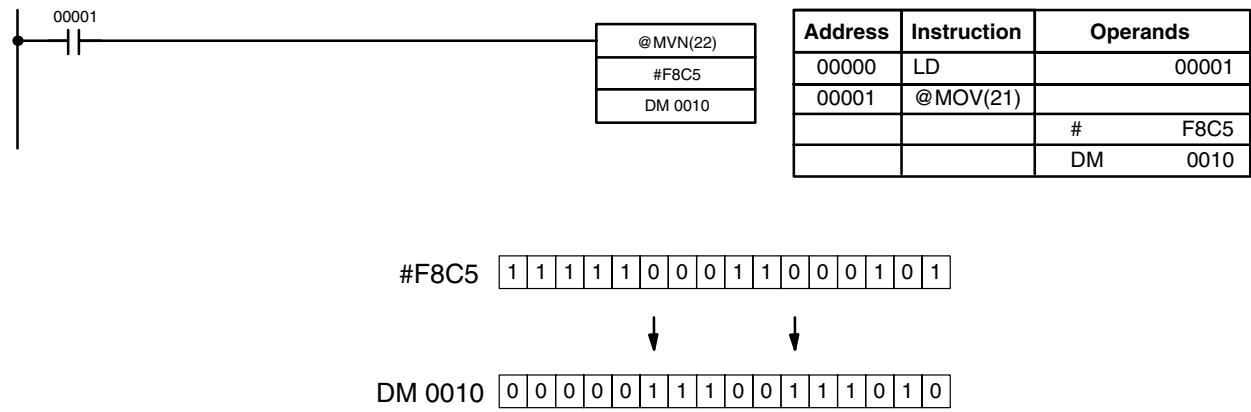 00001
@MVN(22)
#F8C5
DM 0010
Address Instruction Operands
00000 LD 00001
00001 @MOV(21)
# F8C5
DM 0010
#F8C5 1 1 1 1 1 0 0 0 1 1 0 0 0 1 0 1
DM 0010 0 0 0 0 0 1 1 1 0 0 1 1 1 0 1 0